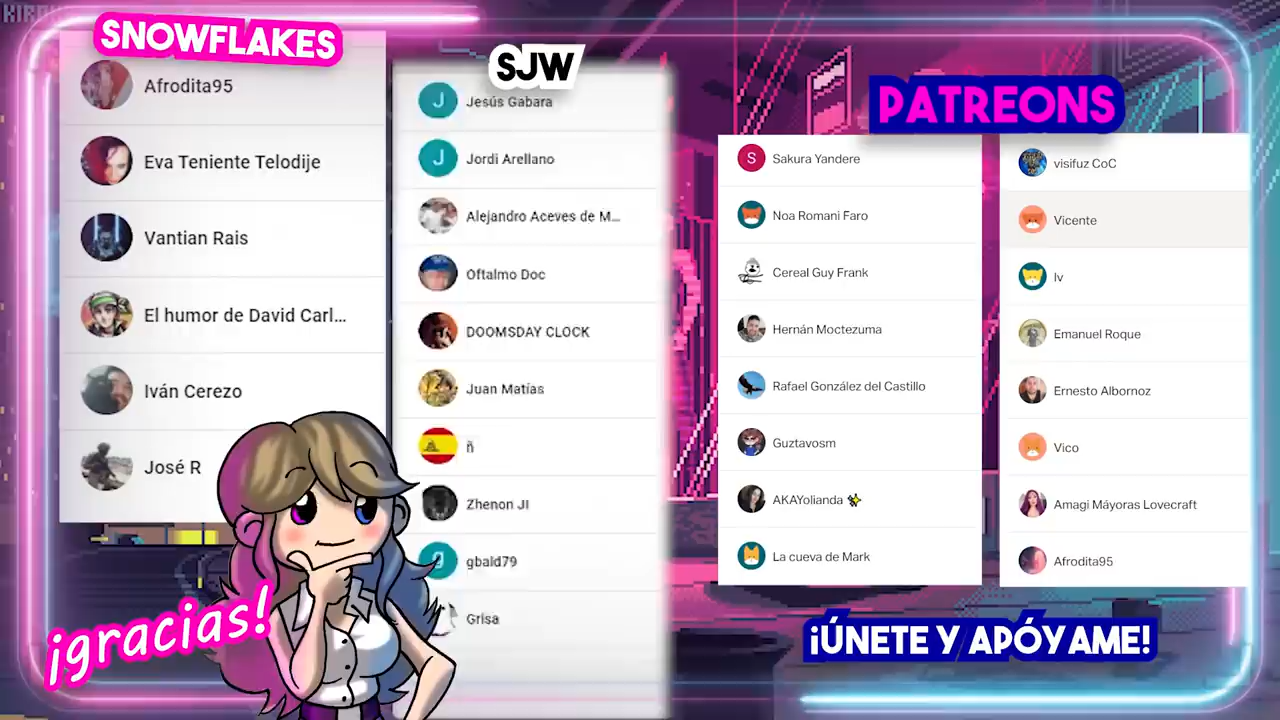 SNOWFLAKES
Afrodita95
Eva Teniente Telodije
Vantian Rais
El humor de David Carl...
Iván Cerezo
José R
SJW
Jesús Gabara
Jordi Arellano
Alejandro Aceves de M...
Oftalmo Doc
DOOMSDAY CLOCK
Juan Matías
ñ
Zhenon JI
gbald79
Grisa
PATREONS
S
Sakura Yandere
Noa Romani Faro
Cereal Guy Frank
Hernán Moctezuma
Rafael González del Castillo
Guztavosm
AKAYolianda ✨
La cueva de Mark
visifuz CoC
Vicente
Iv
Emanuel Roque
Ernesto Albornoz
Vico
Amagi Máyoras Lovecraft
Afrodita95
¡gracias!
¡ÚNETE Y APÓYAME!